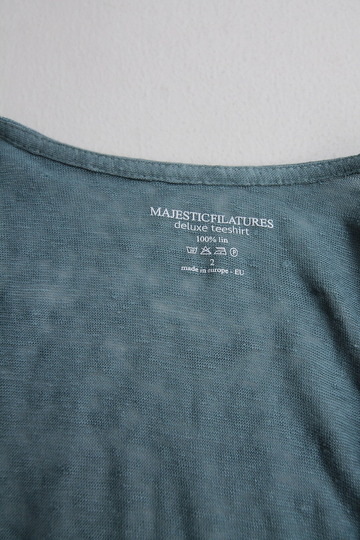 MAJESTICFILATURES
deluxe teeshirt
100% lin
P
2
made in europe - EU